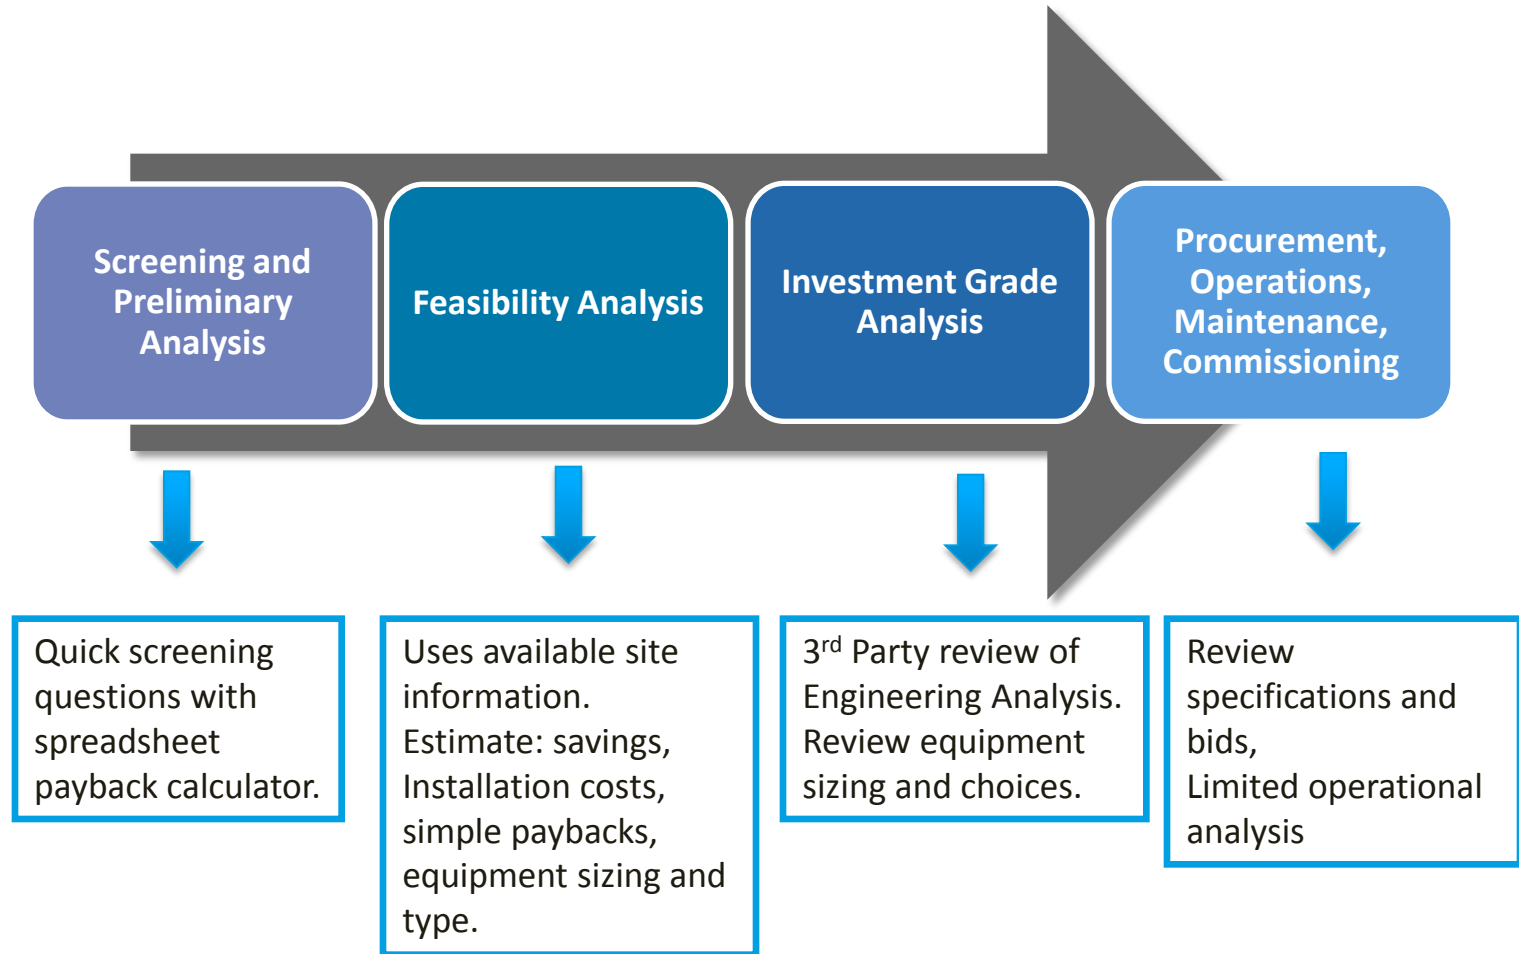 Screening and
Preliminary
Analysis
Feasibility Analysis
Investment Grade
Analysis
Procurement,
Operations,
Maintenance,
Commissioning
Quick screening
questions with
spreadsheet
payback calculator.
Uses available site
information.
Estimate: savings,
Installation costs,
simple paybacks,
equipment sizing and
type.
3rd Party review of
Engineering Analysis.
Review equipment
sizing and choices.
Review
specifications and
bids,
Limited operational
analysis